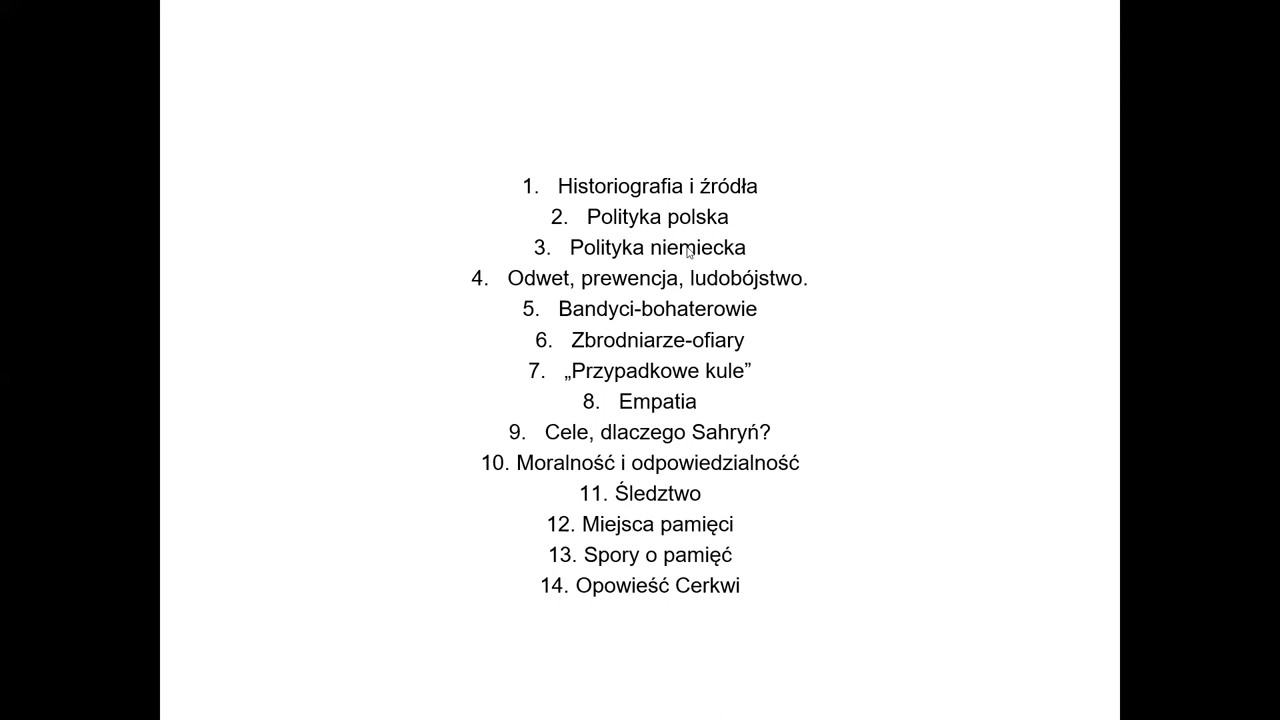 1. Historiografia i źródła
2. Polityka polska
3. Polityka niemiecka
4. Odwet, prewencja, ludobójstwo.
5. Bandyci-bohaterowie
6. Zbrodniarze-ofiary
7. „Przypadkowe kule”
8. Empatia
9. Cele, dlaczego Sahryń?
10. Moralność i odpowiedzialność
11. Śledztwo
12. Miejsca pamięci
13. Spory o pamięć
14. Opowieść Cerkwi